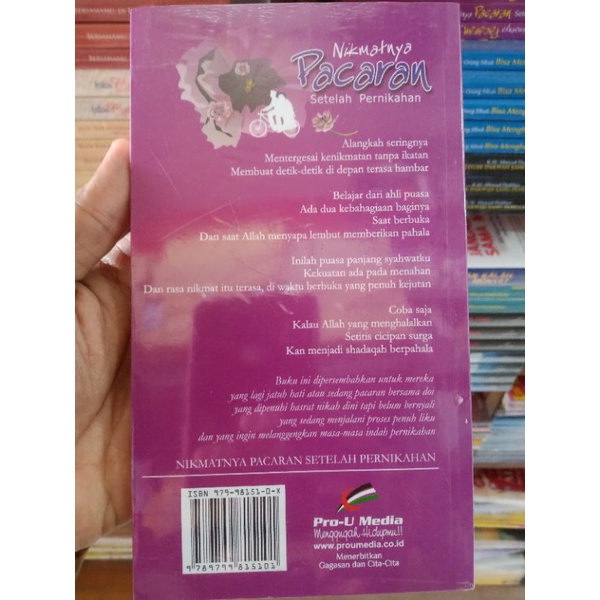 Nikmatnya
Pacaran
Setelah Pernikahan
Alangkah seringnya
Mentergesai kenikmatan tanpa ikatan
Membuat detik-detik di depan terasa hambar
Belajar dari ahli puasa
Ada dua kebahagiaan baginya
Saat berbuka
Dan saat Allah menyapa lembut memberikan pahala
Inilah puasa panjang syahwatku
Kekuatan ada pada menahan
Dan rasa nikmat itu terasa, di waktu berbuka yang penuh kejutan
Coba saja
Kalau Allah yang menghalalkan
Setitis cicipan surga
Kan menjadi shadaqah berpahala
Buku ini dipersembahkan untuk mereka
yang lagi jatuh hati atau sedang pacaran bersama doi
yang dipenuhi hasrat nikah dini tapi belum bernyali
yang sedang menjalani proses penuh liku
dan yang ingin melanggengkan masa-masa indah pernikahan
NIKMATNYA PACARAN SETELAH PERNIKAHAN
ISBN 979-98151-0-X
9 789799 815101
Pro-U Media
Menggugah Hidupmu!!
www.proumedia.co.id
Menerbitkan
Gagasan dan Cita-Cita